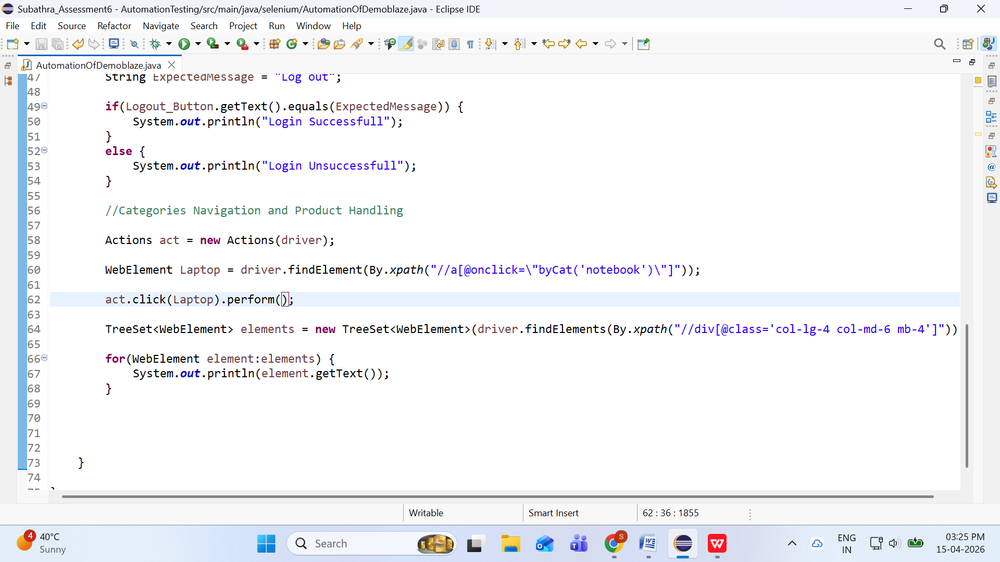 Subathra_Assessment6 - AutomationTesting/src/main/java/selenium/AutomationOfDemoblaze.java - Eclipse IDE
File Edit Source Refactor Navigate Search Project Run Window Help
AutomationOfDemoblaze.java
47 String ExpectedMessage = "Log out";
48
49 if(Logout_Button.getText().equals(ExpectedMessage)) {
50 System.out.println("Login Successfull");
51 }
52 else {
53 System.out.println("Login Unsuccessfull");
54 }
55
56 //Categories Navigation and Product Handling
57
58 Actions act = new Actions(driver);
59
60 WebElement Laptop = driver.findElement(By.xpath("//a[@onclick=\"byCat('notebook')\"]"));
61
62 act.click(Laptop).perform();
63
64 TreeSet<WebElement> elements = new TreeSet<WebElement>(driver.findElements(By.xpath("//div[@class='col-lg-4 col-md-6 mb-4']"))
65
66 for(WebElement element:elements) {
67 System.out.println(element.getText());
68 }
69
70
71
72
73 }
74
Writable Smart Insert 62 : 36 : 1855
4 40°C
Sunny
Search
S
ENG
IN
03:25 PM
15-04-2026